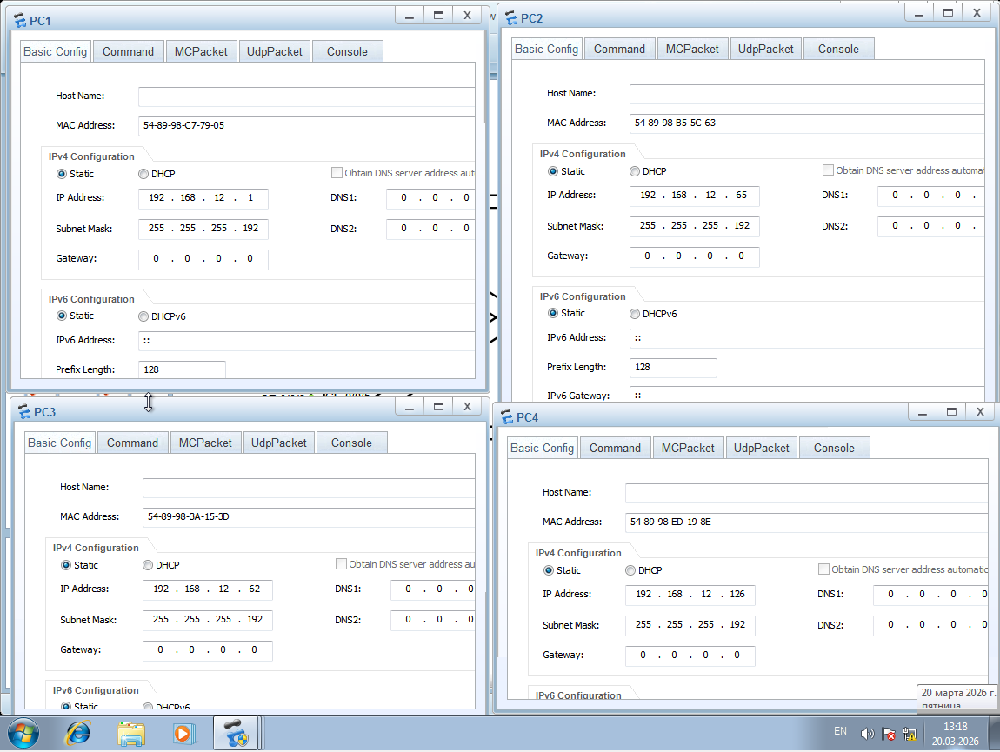 PC1
Basic Config Command MCPacket UdpPacket Console
Host Name:
MAC Address: 54-89-98-C7-79-05
IPv4 Configuration
Static DHCP Obtain DNS server address aut
IP Address: 192 . 168 . 12 . 1 DNS1: 0 . 0 . 0
Subnet Mask: 255 . 255 . 255 . 192 DNS2: 0 . 0 . 0
Gateway: 0 . 0 . 0 . 0
IPv6 Configuration
Static DHCPv6
IPv6 Address: ::
Prefix Length: 128
PC2
Basic Config Command MCPacket UdpPacket Console
Host Name:
MAC Address: 54-89-98-B5-5C-63
IPv4 Configuration
Static DHCP Obtain DNS server address automat
IP Address: 192 . 168 . 12 . 65 DNS1: 0 . 0 . 0 .
Subnet Mask: 255 . 255 . 255 . 192 DNS2: 0 . 0 . 0 .
Gateway: 0 . 0 . 0 . 0
IPv6 Configuration
Static DHCPv6
IPv6 Address: ::
Prefix Length: 128
IPv6 Gateway: ::
PC3
Basic Config Command MCPacket UdpPacket Console
Host Name:
MAC Address: 54-89-98-3A-15-3D
IPv4 Configuration
Static DHCP Obtain DNS server address au
IP Address: 192 . 168 . 12 . 62 DNS1: 0 . 0 . 0
Subnet Mask: 255 . 255 . 255 . 192 DNS2: 0 . 0 . 0
Gateway: 0 . 0 . 0 . 0
IPv6 Configuration
Static DHCPv6
PC4
Basic Config Command MCPacket UdpPacket Console
Host Name:
MAC Address: 54-89-98-ED-19-8E
IPv4 Configuration
Static DHCP Obtain DNS server address automatic
IP Address: 192 . 168 . 12 . 126 DNS1: 0 . 0 . 0 . 0
Subnet Mask: 255 . 255 . 255 . 192 DNS2: 0 . 0 . 0 . 0
Gateway: 0 . 0 . 0 . 0
IPv6 Configuration
20 марта 2026 г.
пятница
EN 13:18
20.03.2026